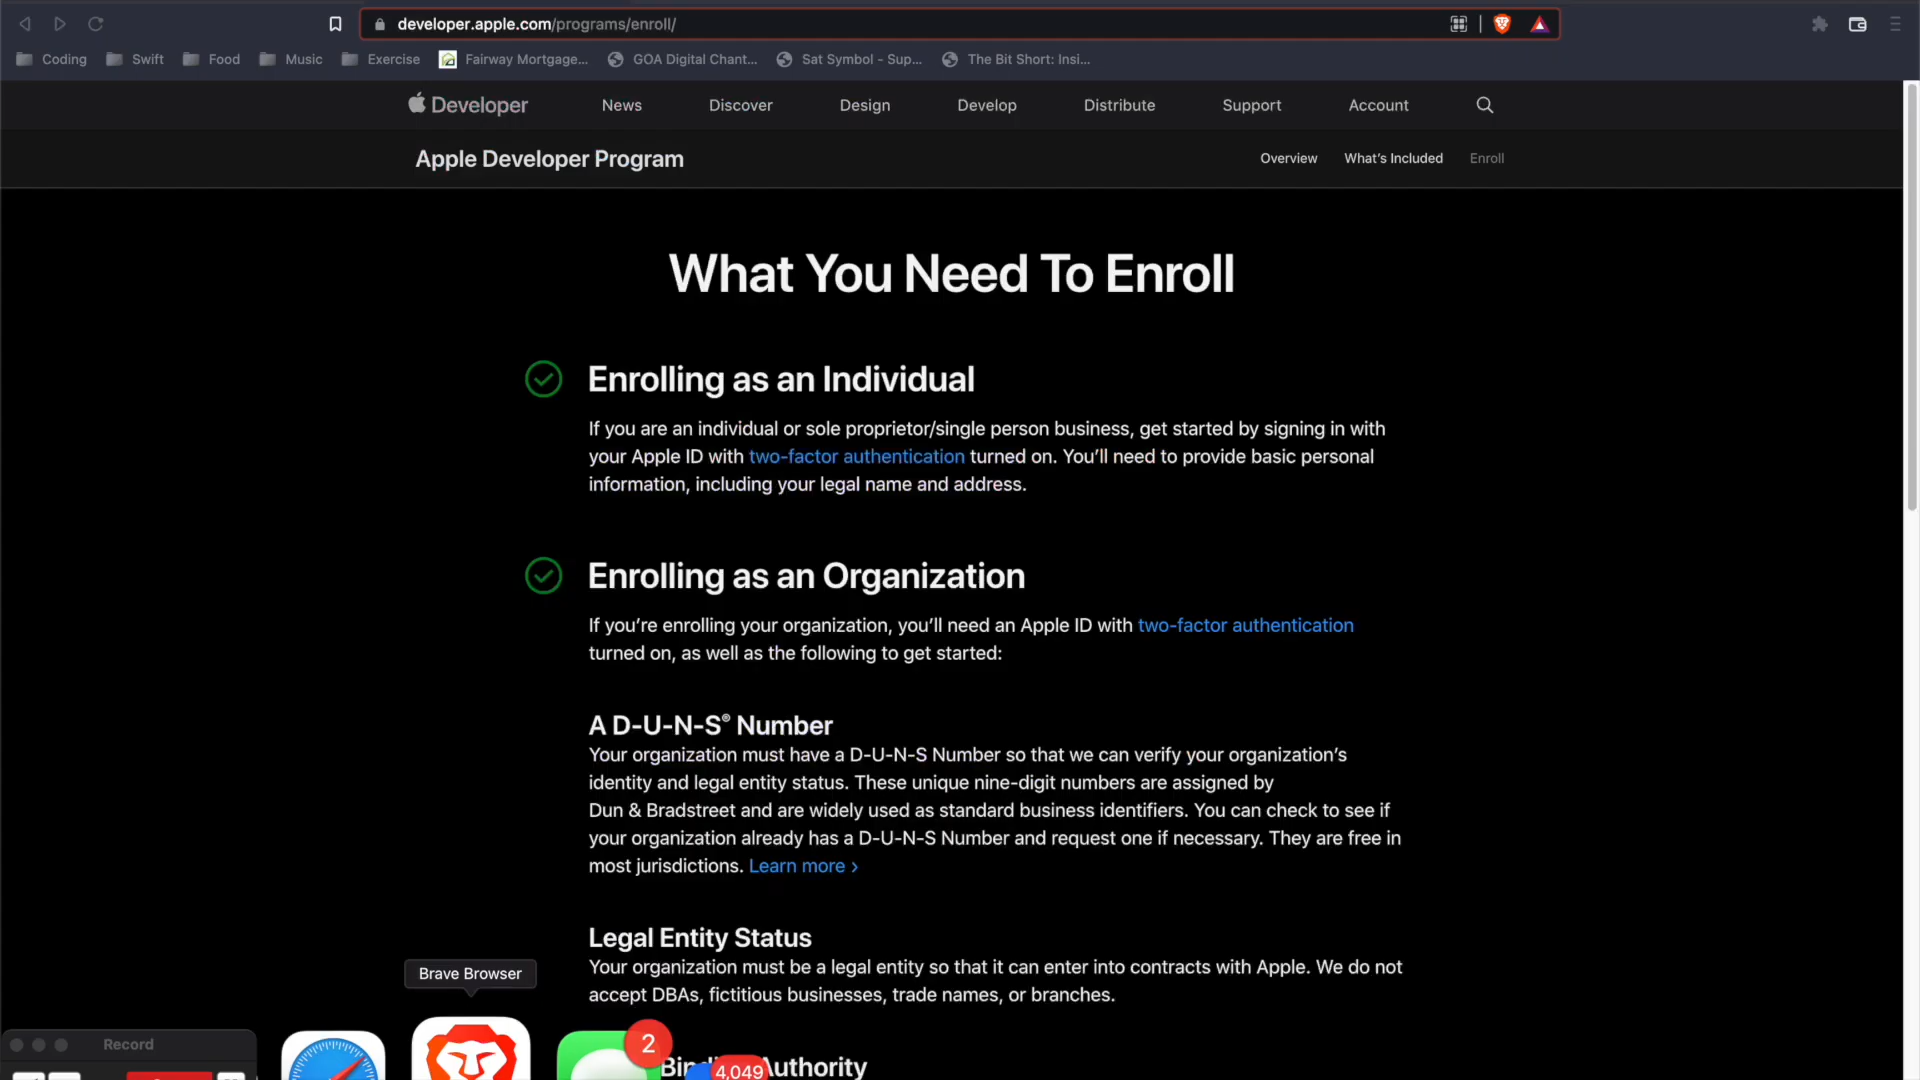 developer.apple.com/programs/enroll/
Coding Swift Food Music Exercise Fairway Mortgage... GOA Digital Chant... Sat Symbol - Sup... The Bit Short: Insi...
Developer News Discover Design Develop Distribute Support Account
Apple Developer Program Overview What's Included Enroll
What You Need To Enroll
Enrolling as an Individual
If you are an individual or sole proprietor/single person business, get started by signing in with
your Apple ID with two-factor authentication turned on. You'll need to provide basic personal
information, including your legal name and address.
Enrolling as an Organization
If you're enrolling your organization, you'll need an Apple ID with two-factor authentication
turned on, as well as the following to get started:
A D-U-N-S® Number
Your organization must have a D-U-N-S Number so that we can verify your organization's
identity and legal entity status. These unique nine-digit numbers are assigned by
Dun & Bradstreet and are widely used as standard business identifiers. You can check to see if
your organization already has a D-U-N-S Number and request one if necessary. They are free in
most jurisdictions. Learn more ›
Legal Entity Status
Your organization must be a legal entity so that it can enter into contracts with Apple. We do not
accept DBAs, fictitious businesses, trade names, or branches.
Brave Browser
Record
2
4,049
Authority